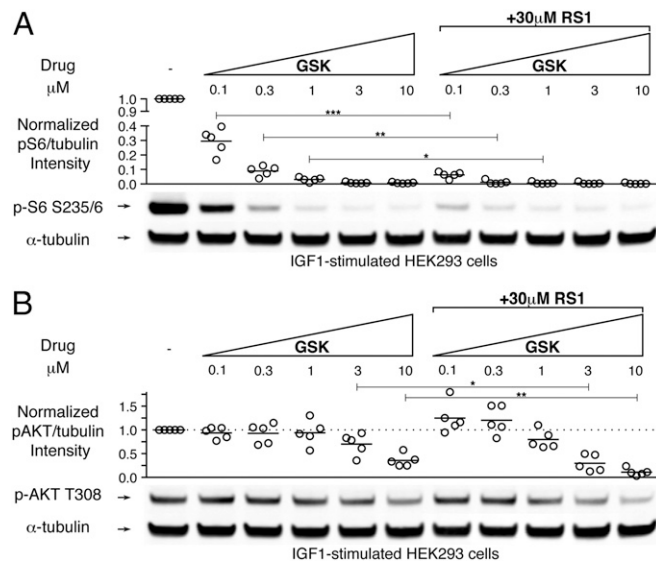 A
+30μM RS1
Drug - GSK GSK
μM 0.1 0.3 1 3 10 0.1 0.3 1 3 10
***
**
*
1.0
0.9
0.4
0.3
0.2
0.1
0.0
Normalized
pS6/tubulin
Intensity
p-S6 S235/6 →
α-tubulin →
IGF1-stimulated HEK293 cells
B
+30μM RS1
Drug - GSK GSK
μM 0.1 0.3 1 3 10 0.1 0.3 1 3 10
*
**
1.5
1.0
0.5
0.0
Normalized
pAKT/tubulin
Intensity
p-AKT T308 →
α-tubulin →
IGF1-stimulated HEK293 cells